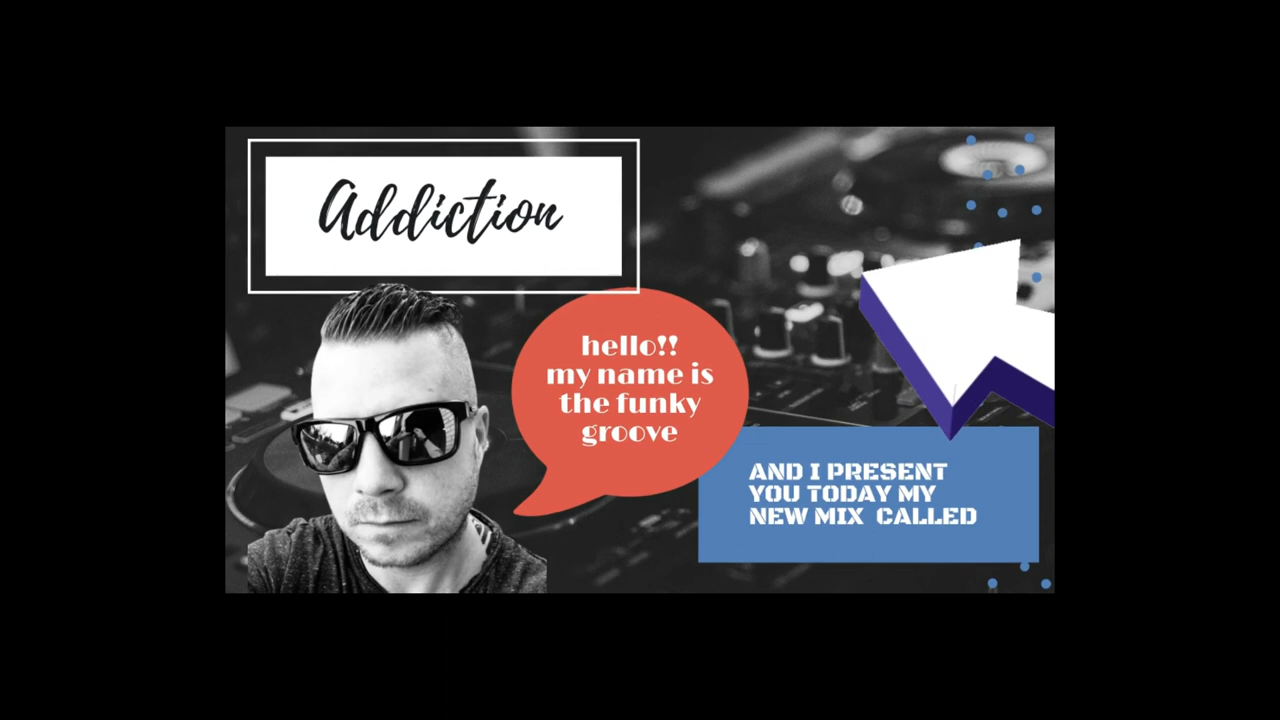 Addiction
hello!!
my name is
the funky
groove
AND I PRESENT
YOU TODAY MY
NEW MIX CALLED